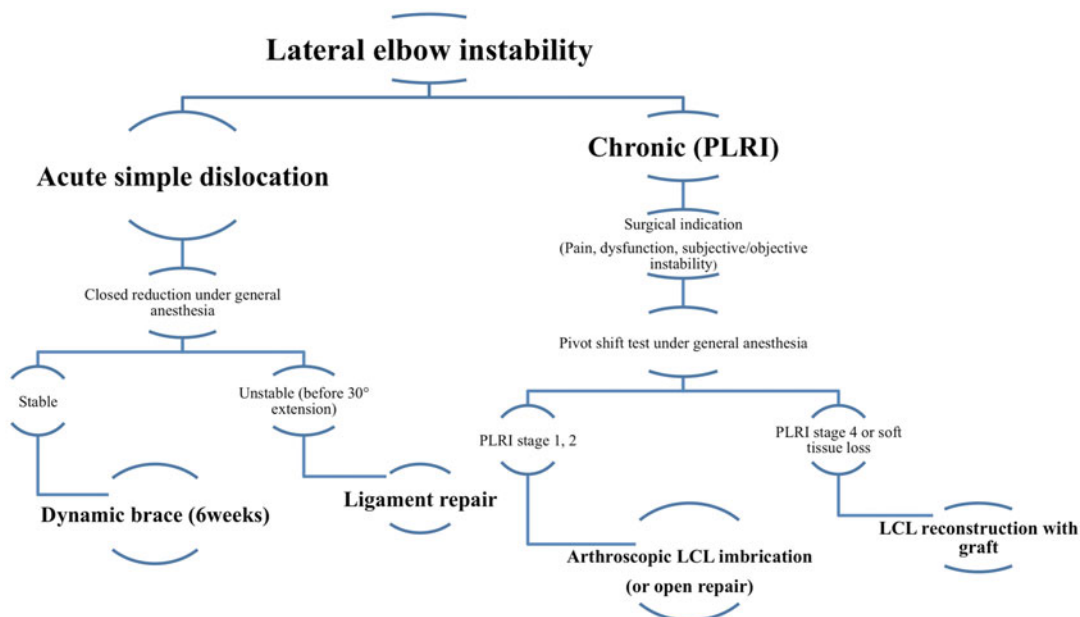 Lateral elbow instability
Acute simple dislocation
Closed reduction under general
anesthesia
Stable
Dynamic brace (6weeks)
Unstable (before 30° 
extension)
Ligament repair
Chronic (PLRI)
Surgical indication
(Pain, dysfunction, subjective/objective
instability)
Pivot shift test under general anesthesia
PLRI stage 1, 2
Arthroscopic LCL imbrication
(or open repair)
PLRI stage 4 or soft
tissue loss
LCL reconstruction with
graft